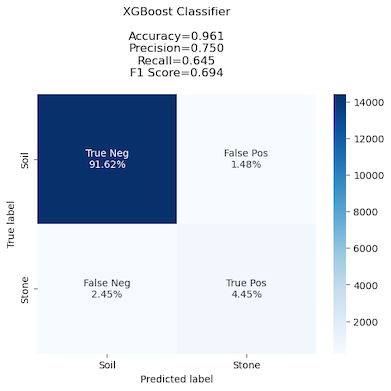 XGBoost Classifier
Accuracy=0.961
Precision=0.750
Recall=0.645
F1 Score=0.694
True label
Soil
Stone
True Neg
91.62%
False Pos
1.48%
False Neg
2.45%
True Pos
4.45%
Soil
Stone
Predicted label
14000
12000
10000
8000
6000
4000
2000